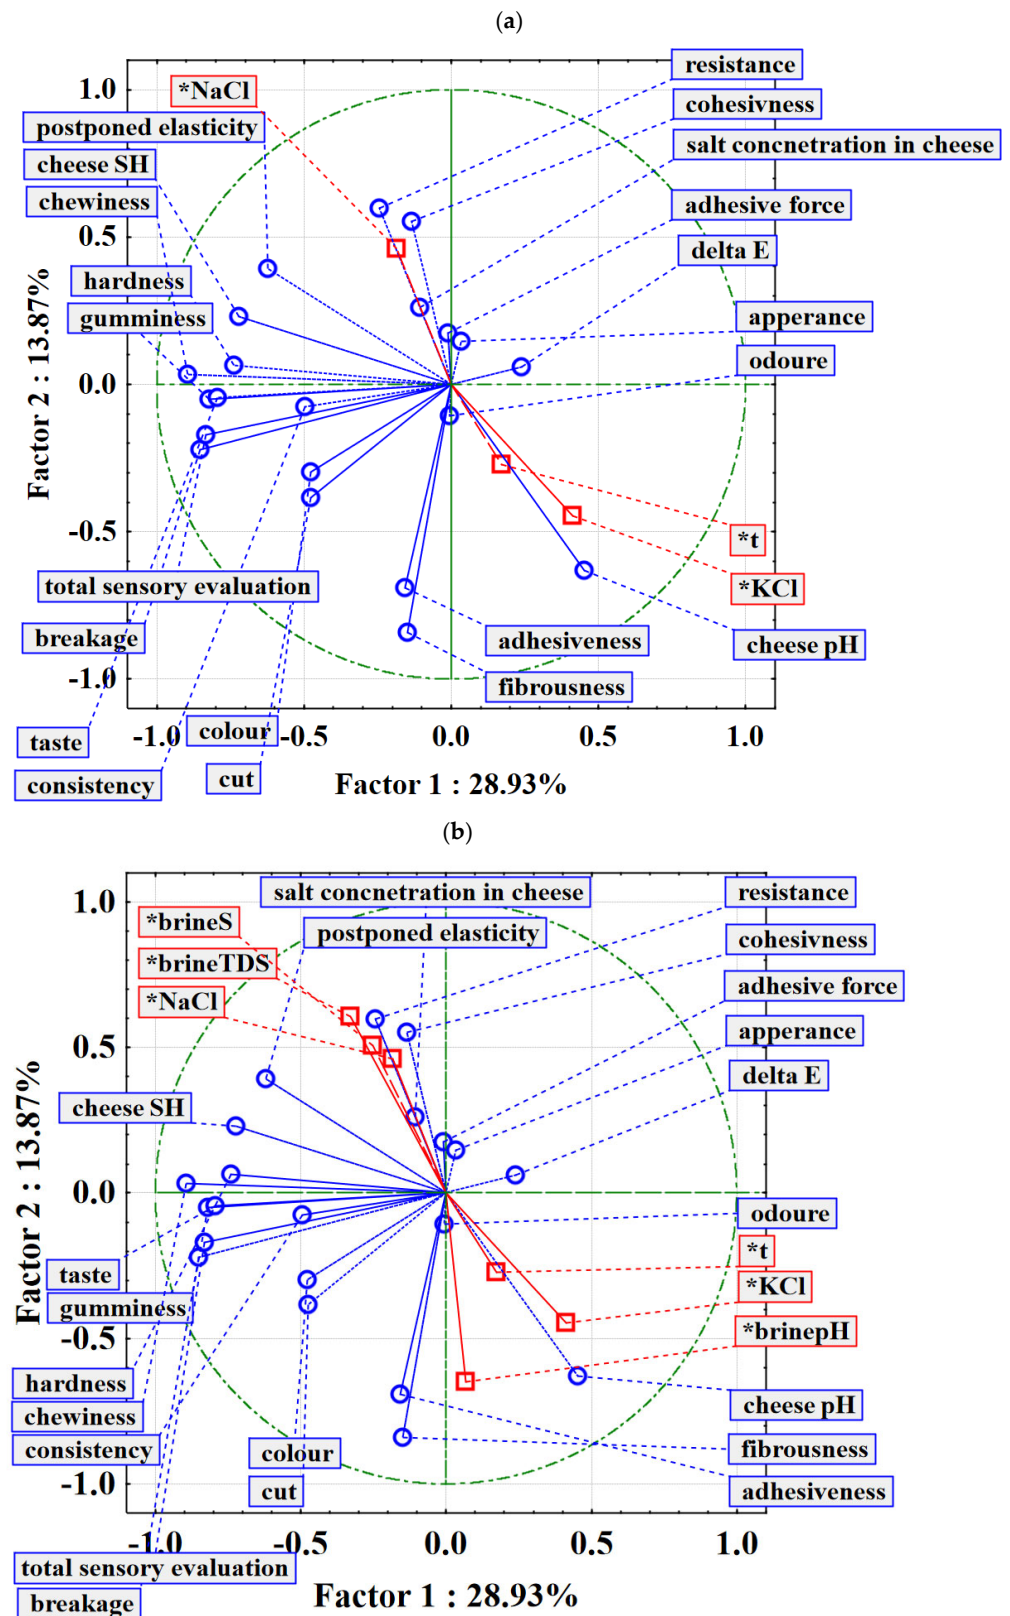 (a)
resistance
1.0
*NaCl
cohesivness
postponed elasticity
salt concnetration in cheese
cheese SH
chewiness
adhesive force
0.5
delta E
hardness
gumminess
apperance
odoure
0.0
Factor 2 : 13.87%
-0.5
*t
total sensory evaluation
*KCl
breakage
adhesiveness
cheese pH
-1.0
fibrousness
taste
-1.0
colour
-0.5
0.0
0.5
1.0
consistency
cut
Factor 1 : 28.93%
(b)
salt concnetration in cheese
resistance
1.0
*brineS
postponed elasticity
cohesivness
*brineTDS
adhesive force
*NaCl
apperance
0.5
delta E
cheese SH
0.0
odoure
*t
taste
*KCl
gumminess
*brinepH
-0.5
Factor 2 : 13.87%
hardness
cheese pH
chewiness
consistency
colour
fibrousness
-1.0
cut
adhesiveness
-1.0
-0.5
0.0
0.5
1.0
total sensory evaluation
breakage
Factor 1 : 28.93%